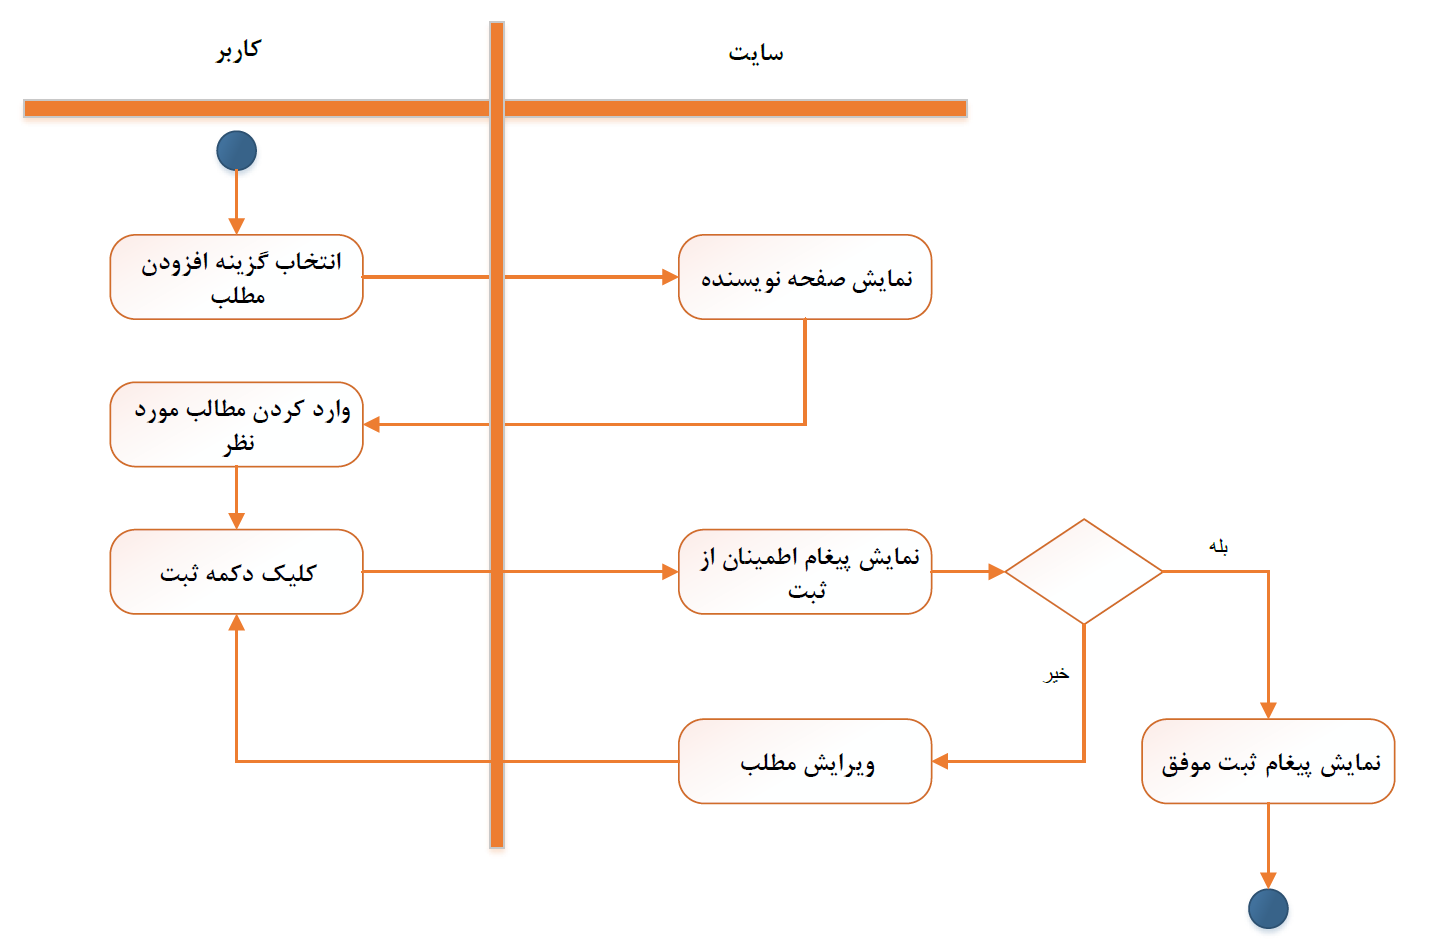 سایت
کاربر
انتخاب گزینه افزودن
مطلب
نمایش صفحه نویسنده
وارد کردن مطالب مورد
نظر
کلیک دکمه ثبت
نمایش پیغام اطمینان از
ثبت
بله
خیر
ویرایش مطلب
نمایش پیغام ثبت موفق